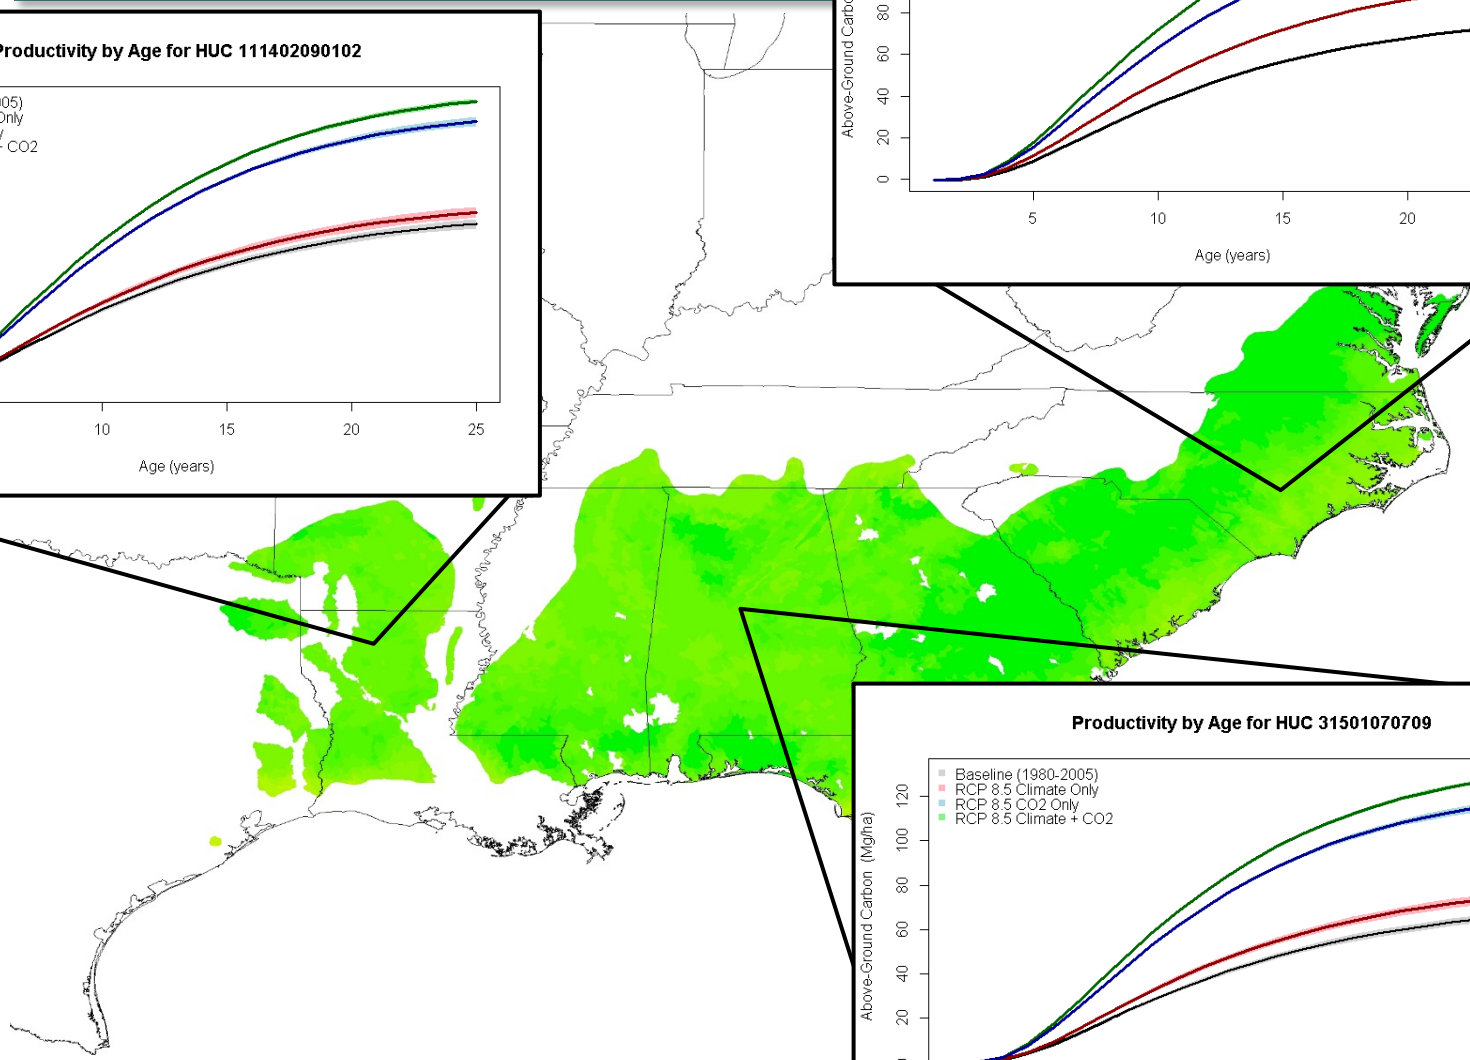 Productivity by Age for HUC 111402090102
005)
Only
y
+ CO2
10 15 20 25
Age (years)
80
60
40
20
0
Above-Ground Carbo
5 10 15 20
Age (years)
Productivity by Age for HUC 31501070709
Baseline (1980-2005)
RCP 8.5 Climate Only
RCP 8.5 CO2 Only
RCP 8.5 Climate + CO2
120
100
80
60
40
20
Above-Ground Carbon (Mg/ha)